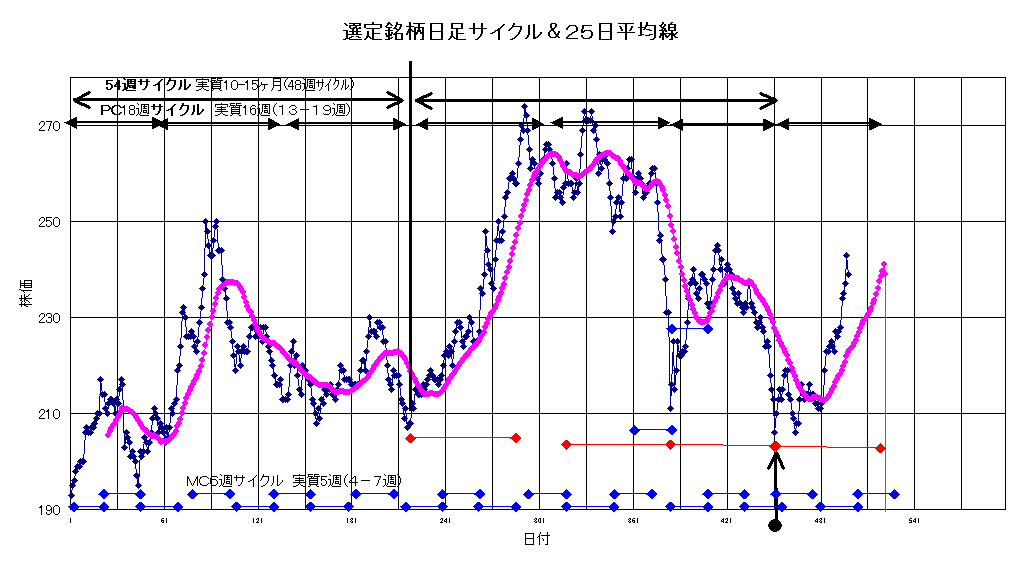 選定銘柄日足サイクル＆２５日平均線
54週サイクル 実質10-15ヶ月(48週サイクル)
PC18週サイクル 実質16週(１３－１９週)
270
250
230
210
190
株価
MC6週サイクル 実質5週(４－７週)
1 61 121 181 241 301 361 421 481 541
日付